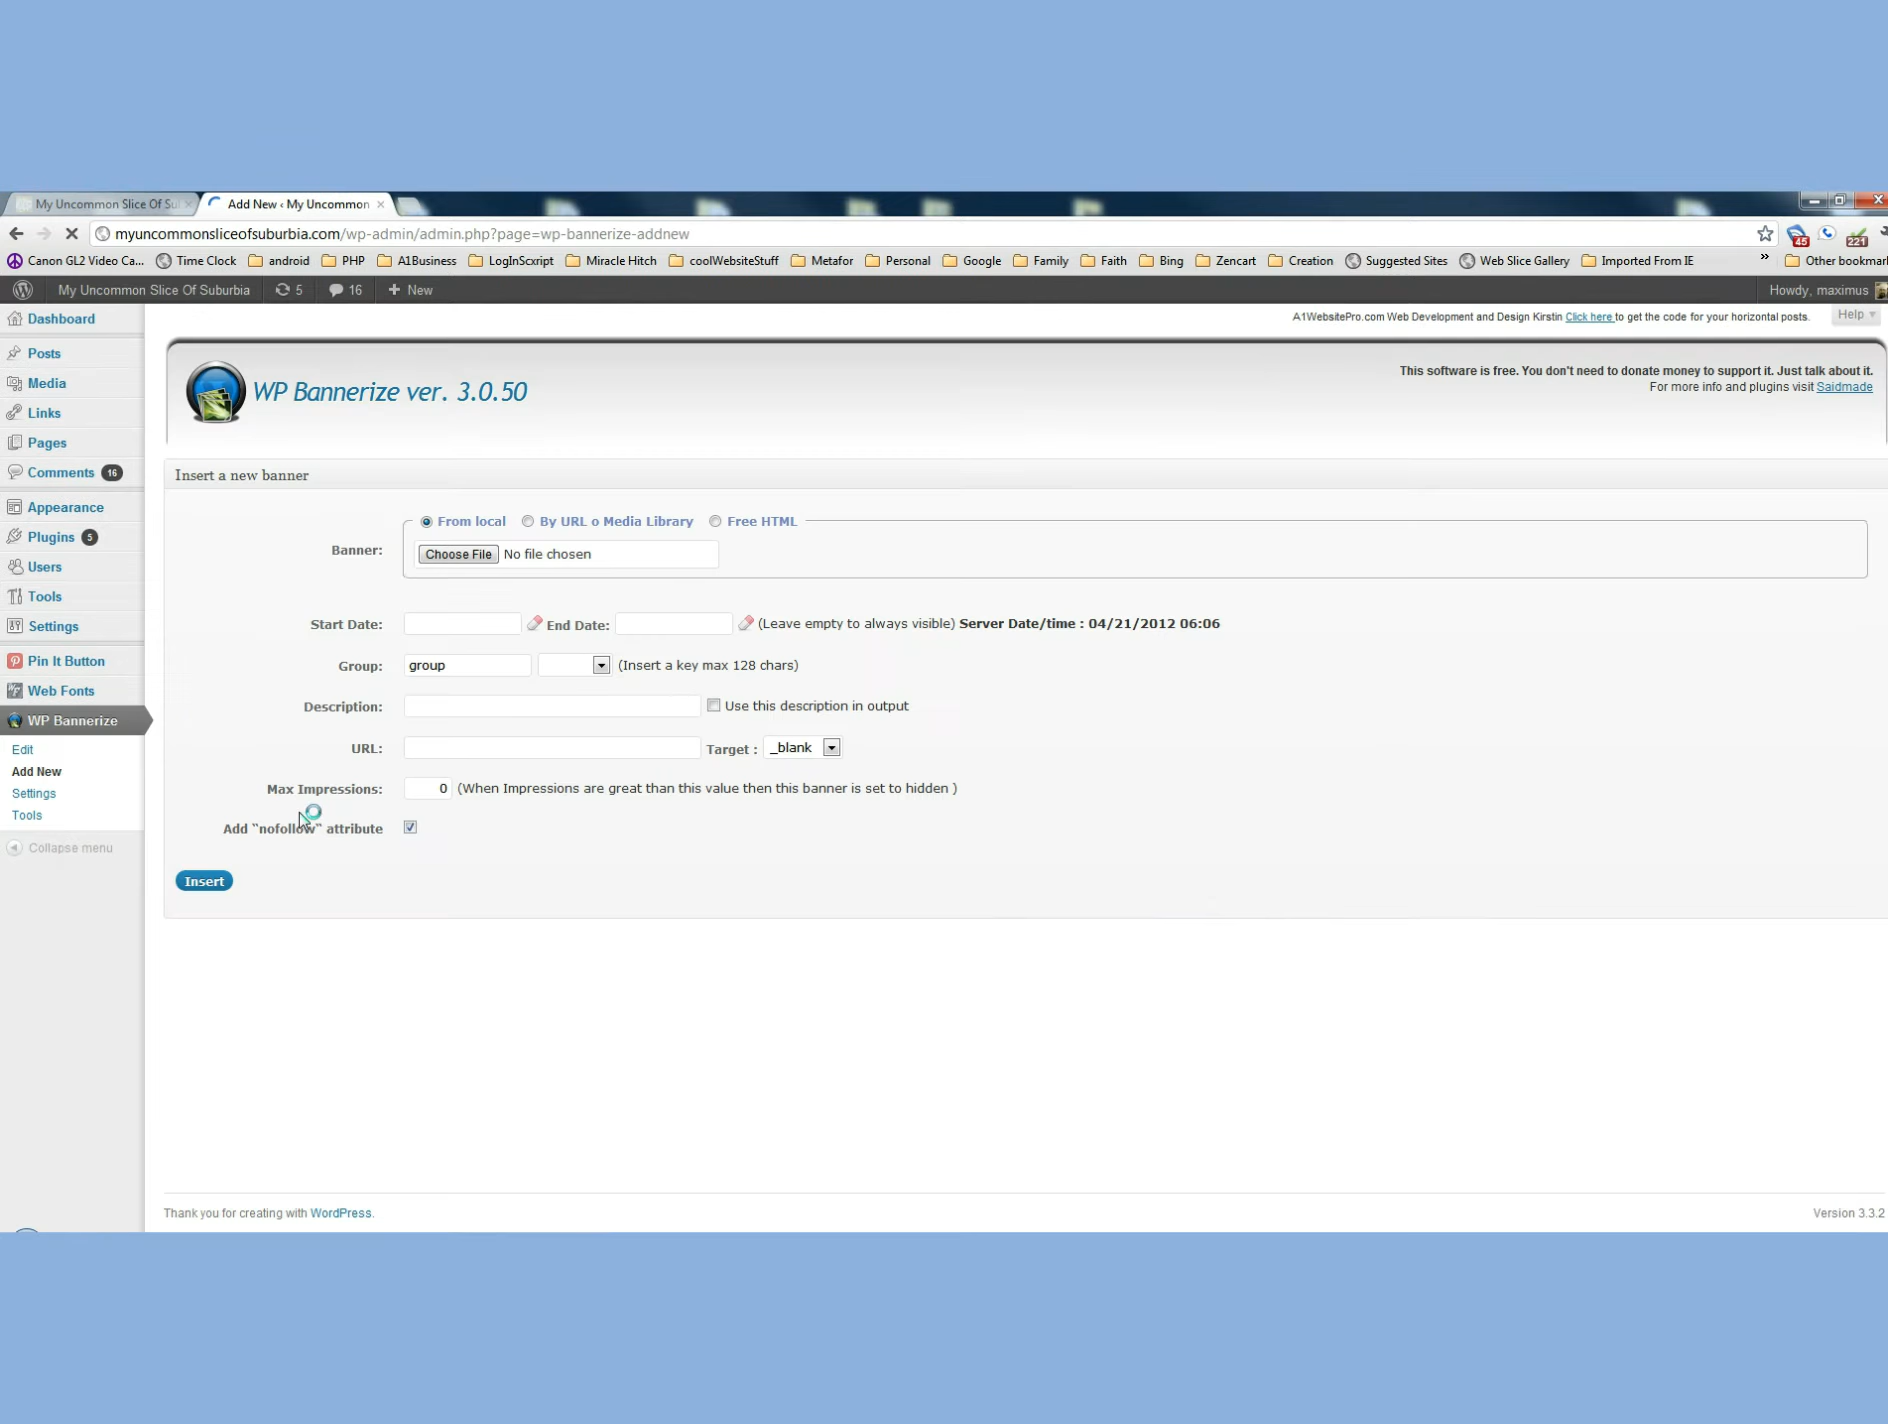 My Uncommon Slice Of Su
Add New ‹ My Uncommon
myuncommonsliceofsuburbia.com/wp-admin/admin.php?page=wp-bannerize-addnew
45
221
Canon GL2 Video Ca... Time Clock android PHP A1Business LogInScxript Miracle Hitch coolWebsiteStuff Metafor Personal Google Family Faith Bing Zencart Creation Suggested Sites Web Slice Gallery Imported From IE » Other bookmar
My Uncommon Slice Of Suburbia 5 16 + New Howdy, maximus
A1WebsitePro.com Web Development and Design Kirstin Click here to get the code for your horizontal posts. Help
Dashboard
Posts
Media
Links
Pages
Comments 16
Appearance
Plugins 5
Users
Tools
Settings
Pin It Button
Web Fonts
WP Bannerize
Edit
Add New
Settings
Tools
Collapse menu
WP Bannerize ver. 3.0.50
This software is free. You don't need to donate money to support it. Just talk about it.
For more info and plugins visit Saidmade
Insert a new banner
From local By URL o Media Library Free HTML
Banner: Choose File No file chosen
Start Date: End Date: (Leave empty to always visible) Server Date/time : 04/21/2012 06:06
Group: group (Insert a key max 128 chars)
Description: Use this description in output
URL: Target : _blank
Max Impressions: 0 (When Impressions are great than this value then this banner is set to hidden )
Add "nofollow" attribute
Insert
Thank you for creating with WordPress.
Version 3.3.2